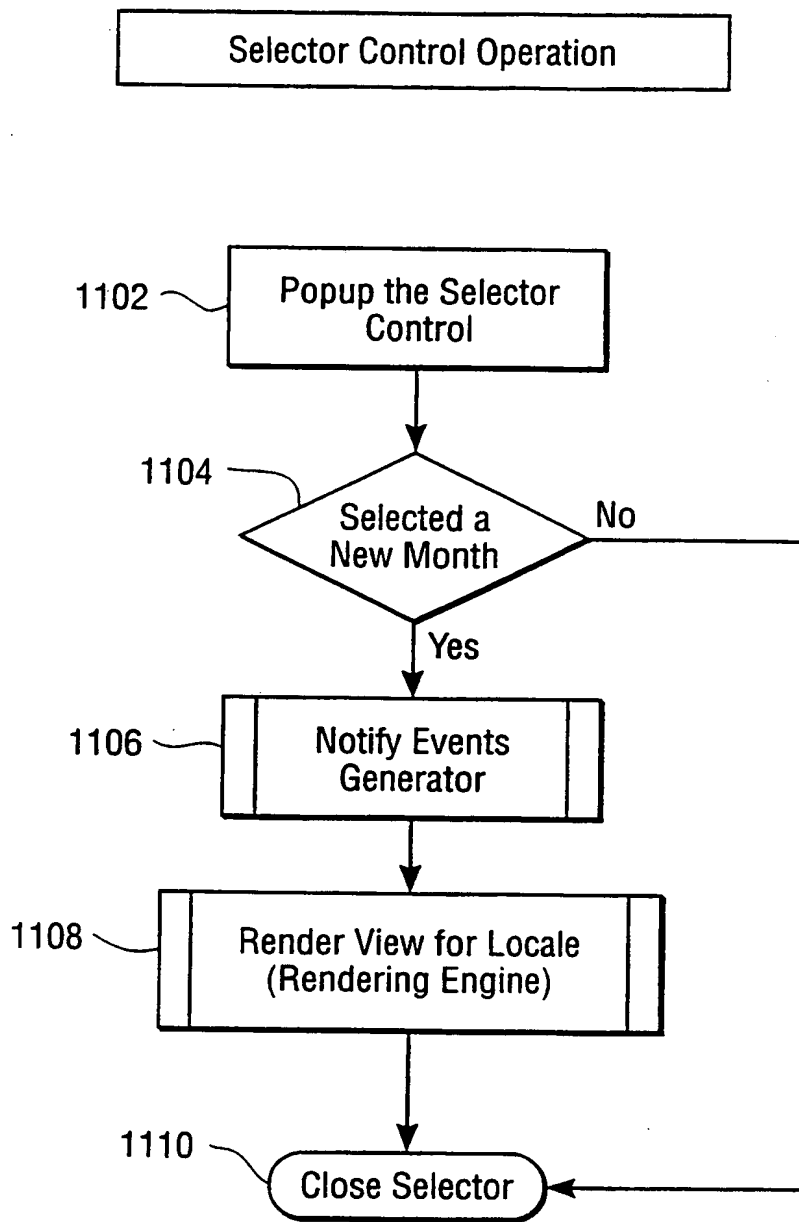 Selector Control Operation
1102
Popup the Selector
Control
1104
Selected a
New Month
No
Yes
1106
Notify Events
Generator
1108
Render View for Locale
(Rendering Engine)
1110
Close Selector